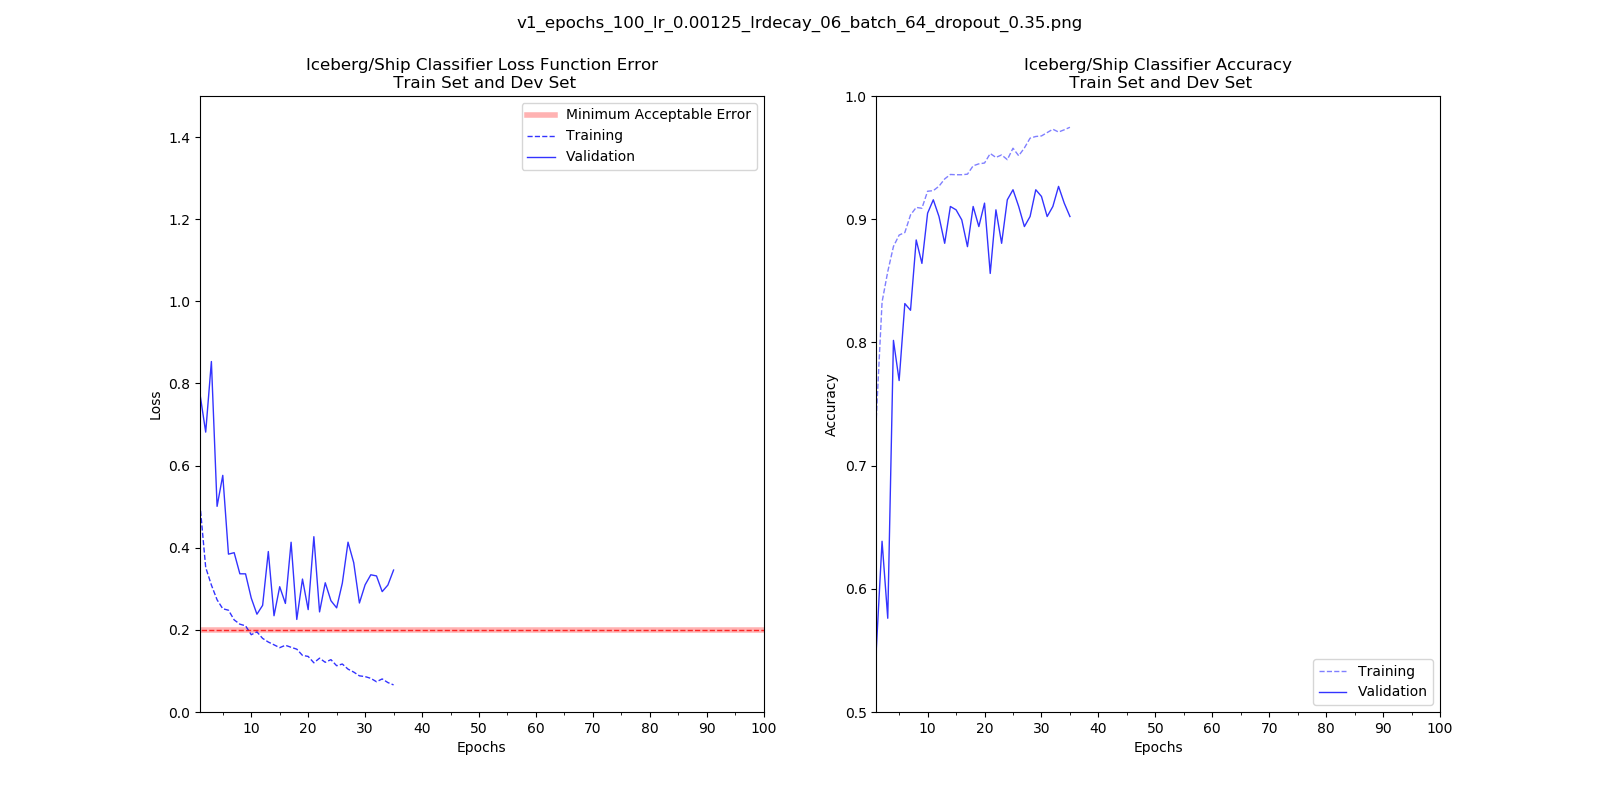 v1_epochs_100_lr_0.00125_lrdecay_06_batch_64_dropout_0.35.png
Iceberg/Ship Classifier Loss Function Error
Train Set and Dev Set
Minimum Acceptable Error
Training
Validation
1.4
1.2
1.0
0.8
0.6
0.4
0.2
0.0
Loss
10 20 30 40 50 60 70 80 90 100
Epochs
Iceberg/Ship Classifier Accuracy
Train Set and Dev Set
1.0
0.9
0.8
0.7
0.6
0.5
Accuracy
Training
Validation
10 20 30 40 50 60 70 80 90 100
Epochs